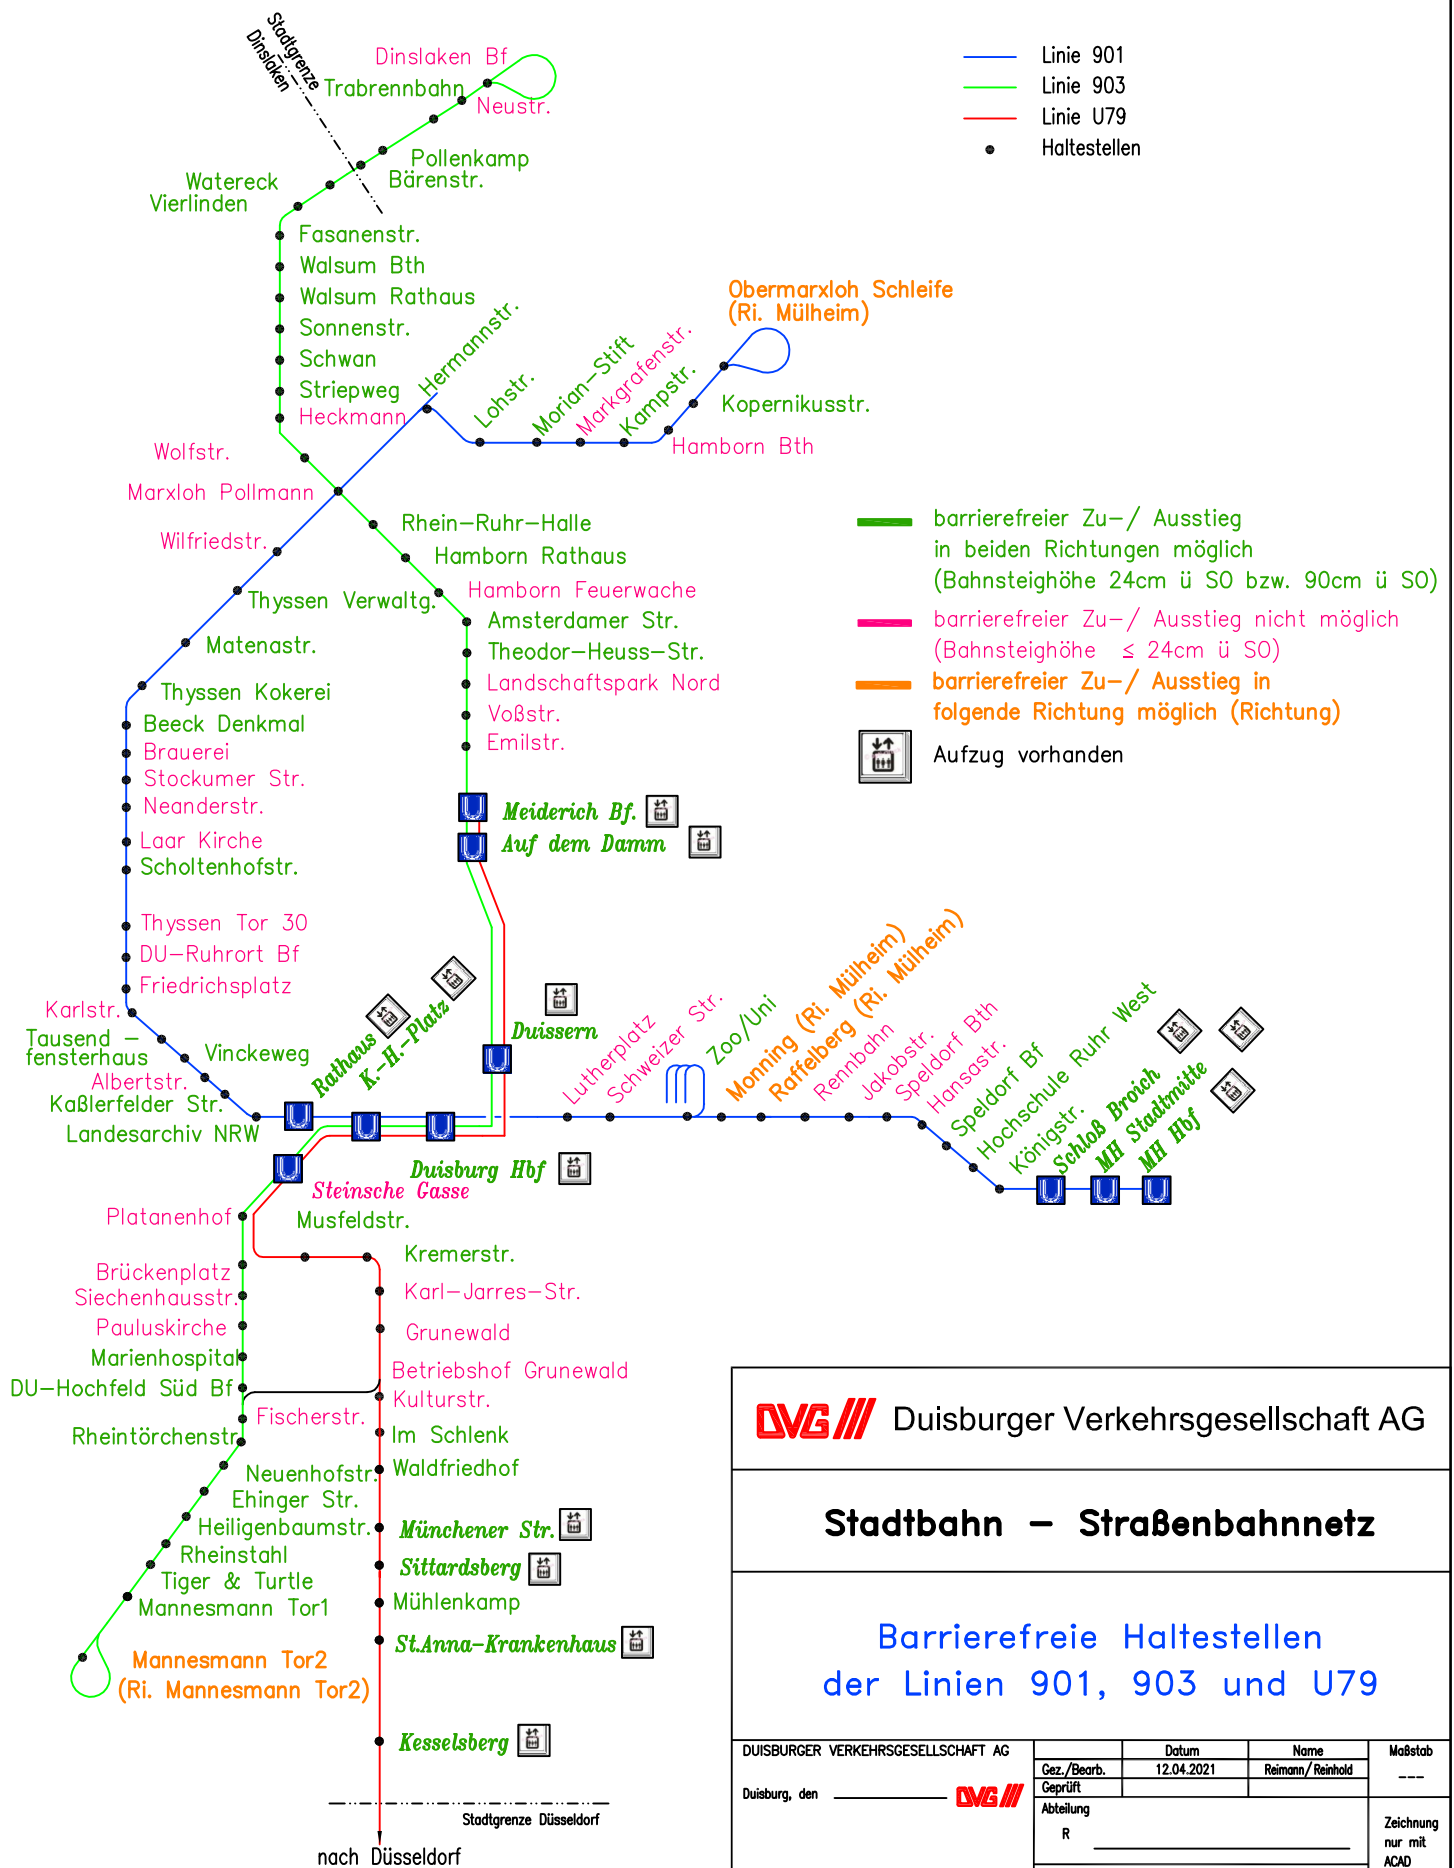 Stadtgrenze
Dinslaken
Dinslaken Bf
Trabrennbahn
Neustr.
Pollenkamp
Bärenstr.
Watereck
Vierlinden
Fasanenstr.
Walsum Bth
Walsum Rathaus
Sonnenstr.
Schwan
Striepweg
Heckmann
Wolfstr.
Marxloh Pollmann
Hermannstr.
Lohstr.
Morian-Stift
Markgrafenstr.
Kampstr.
Hamborn Bth
Kopernikusstr.
Obermarxloh Schleife
(Ri. Mülheim)
Linie 901
Linie 903
Linie U79
Haltestellen
barrierefreier Zu-/ Ausstieg
in beiden Richtungen möglich
(Bahnsteighöhe 24cm ü SO bzw. 90cm ü SO)
barrierefreier Zu-/ Ausstieg nicht möglich
(Bahnsteighöhe ≤ 24cm ü SO)
barrierefreier Zu-/ Ausstieg in
folgende Richtung möglich (Richtung)
Aufzug vorhanden
Wilfriedstr.
Thyssen Verwaltg.
Matenastr.
Thyssen Kokerei
Beeck Denkmal
Brauerei
Stockumer Str.
Neanderstr.
Laar Kirche
Scholtenhofstr.
Thyssen Tor 30
DU-Ruhrort Bf
Friedrichsplatz
Karlstr.
Tausend -
fensterhaus
Vinckeweg
Albertstr.
Kaßlerfelder Str.
Landesarchiv NRW
Rhein-Ruhr-Halle
Hamborn Rathaus
Hamborn Feuerwache
Amsterdamer Str.
Theodor-Heuss-Str.
Landschaftspark Nord
Voßstr.
Emilstr.
U
Meiderich Bf.
U
Auf dem Damm
U
Duissern
U
Rathaus
U
K.-H.-Platz
U
Duisburg Hbf
U
Steinsche Gasse
Lutherplatz
Schweizer Str.
Zoo/Uni
Monning (Ri. Mülheim)
Raffelberg (Ri. Mülheim)
Rennbahn
Jakobstr.
Speldorf Bth
Hansastr.
Speldorf Bf
Hochschule Ruhr West
Königstr.
U
Schloß Broich
U
MH Stadtmitte
U
MH Hbf
Platanenhof
Musfeldstr.
Kremerstr.
Brückenplatz
Siechenhausstr.
Pauluskirche
Marienhospital
DU-Hochfeld Süd Bf
Fischerstr.
Rheintörchenstr.
Neuenhofstr.
Ehinger Str.
Heiligenbaumstr.
Rheinstahl
Tiger & Turtle
Mannesmann Tor1
Mannesmann Tor2
(Ri. Mannesmann Tor2)
Karl-Jarres-Str.
Grunewald
Betriebshof Grunewald
Kulturstr.
Im Schlenk
Waldfriedhof
Münchener Str.
Sittardsberg
Mühlenkamp
St.Anna-Krankenhaus
Kesselsberg
Stadtgrenze Düsseldorf
nach Düsseldorf
DVG Duisburger Verkehrsgesellschaft AG
Stadtbahn - Straßenbahnnetz
Barrierefreie Haltestellen
der Linien 901, 903 und U79
DUISBURGER VERKEHRSGESELLSCHAFT AG
Duisburg, den
DVG
Datum Name Maßstab
Gez./Bearb. 12.04.2021 Reimann/Reinhold ---
Geprüft
Abteilung
R
Zeichnung
nur mit
ACAD